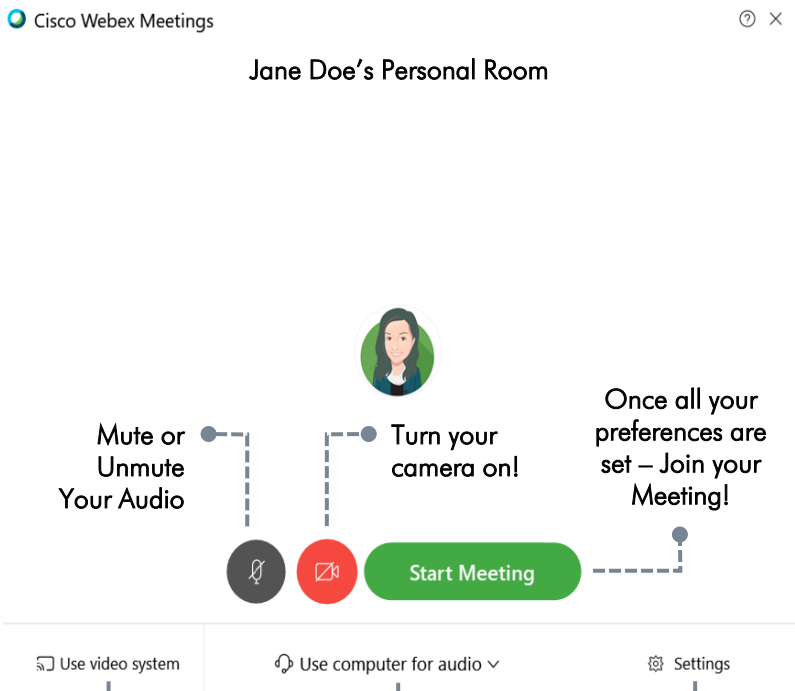 Cisco Webex Meetings
Jane Doe’s Personal Room
Mute or
Unmute
Your Audio
Turn your
camera on!
Once all your
preferences are
set – Join your
Meeting!
Start Meeting
Use video system
Use computer for audio
Settings